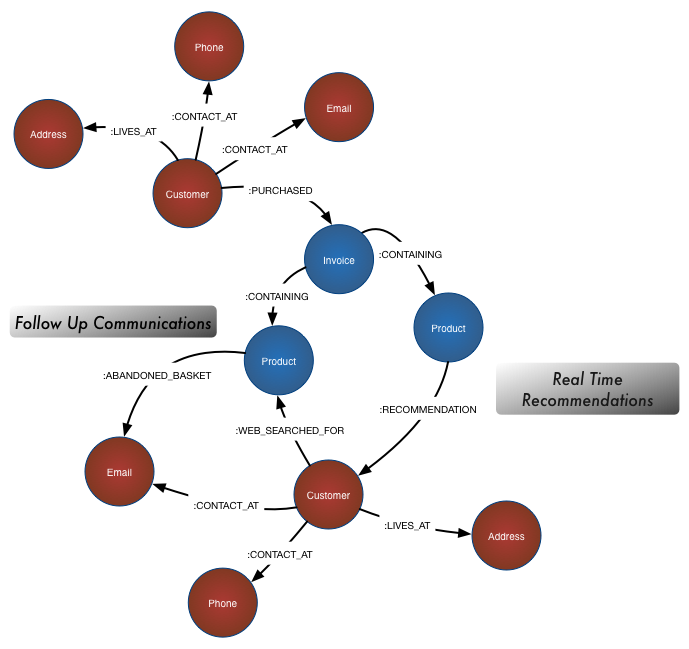 Phone
Email
:CONTACT_AT
Address
:LIVES_AT
:CONTACT_AT
Customer
:PURCHASED
:CONTAINING
Invoice
:CONTAINING
Follow Up Communications
Product
Product
:ABANDONED_BASKET
Real Time
Recommendations
:RECOMMENDATION
:WEB_SEARCHED_FOR
Email
Customer
:CONTACT_AT
:LIVES_AT
Address
:CONTACT_AT
Phone